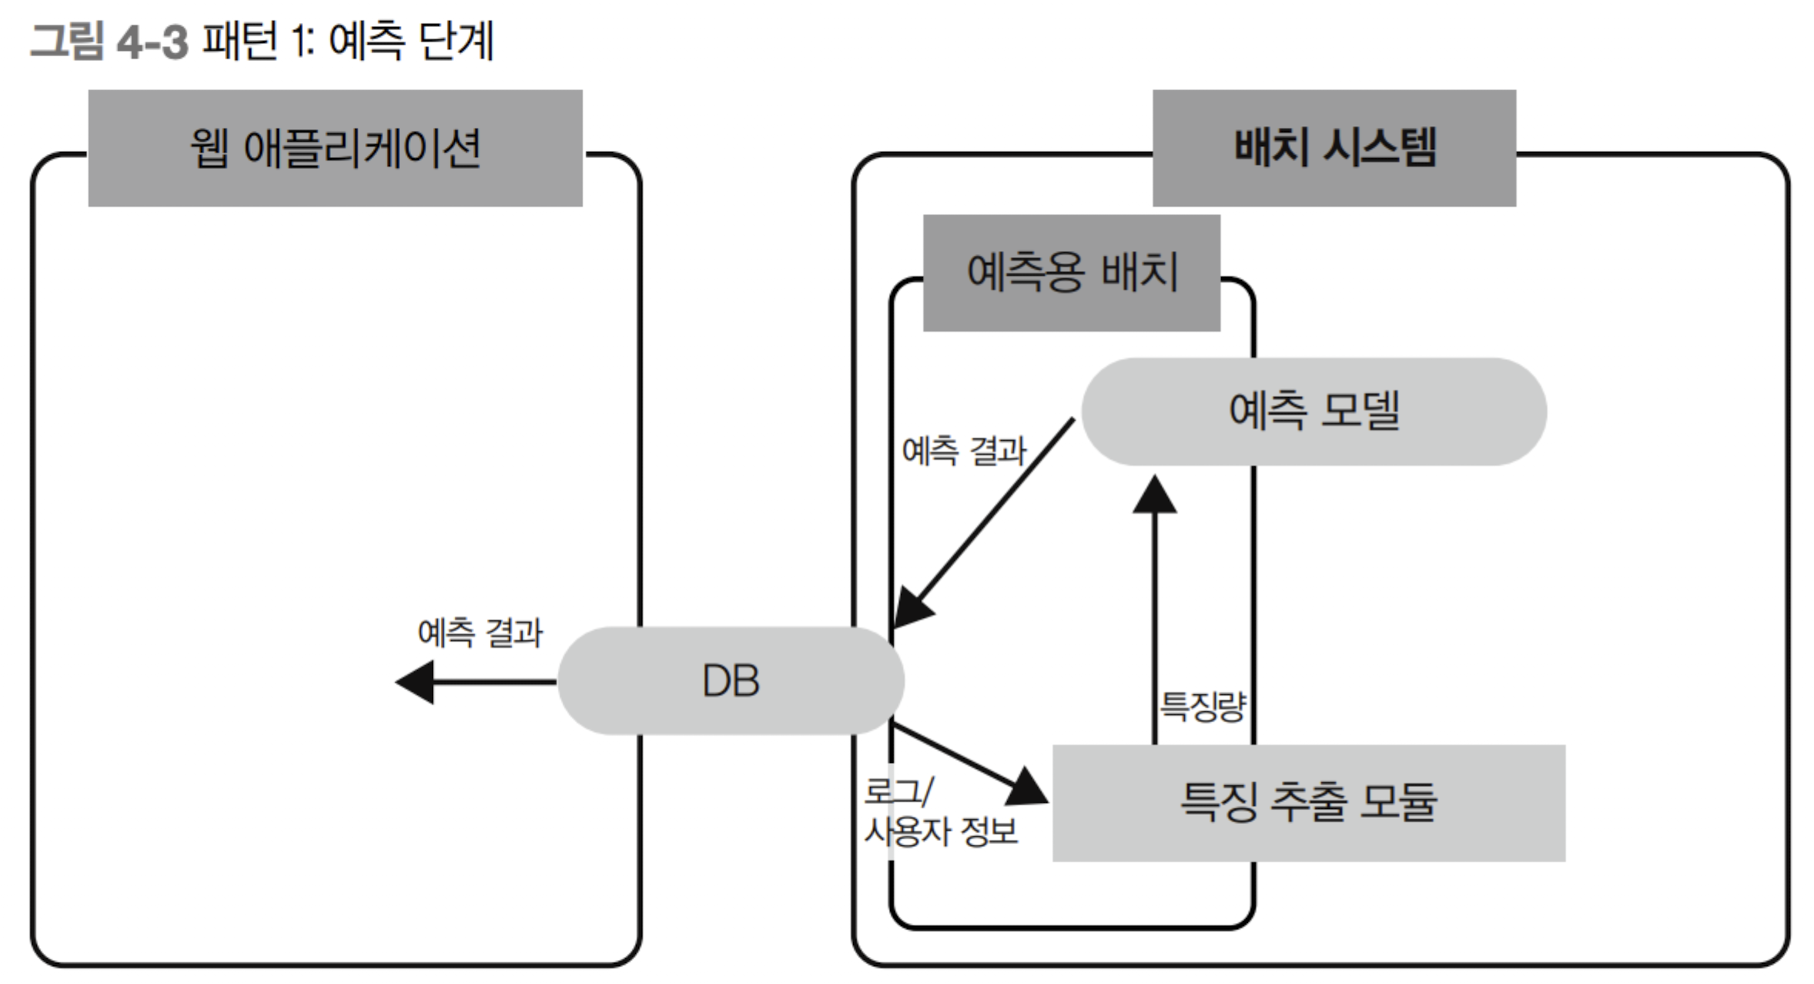 그림 4-3 패턴 1: 예측 단계
웹 애플리케이션
배치 시스템
예측용 배치
예측 모델
예측 결과
예측 결과
DB
특징량
로그/
사용자 정보
특징 추출 모듈